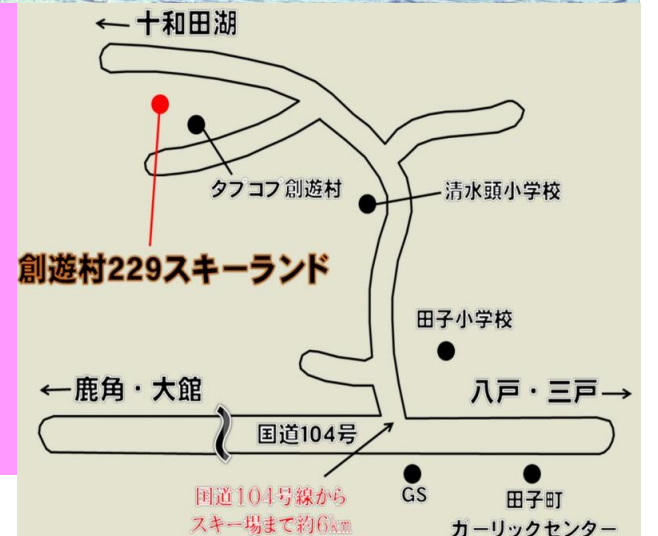 ←十和田湖
タプコプ創遊村
清水頭小学校
創遊村229スキーランド
田子小学校
←鹿角・大館
八戸・三戸→
国道104号
国道104号線から
スキー場まで約6km
GS
田子町
ガーリックセンター